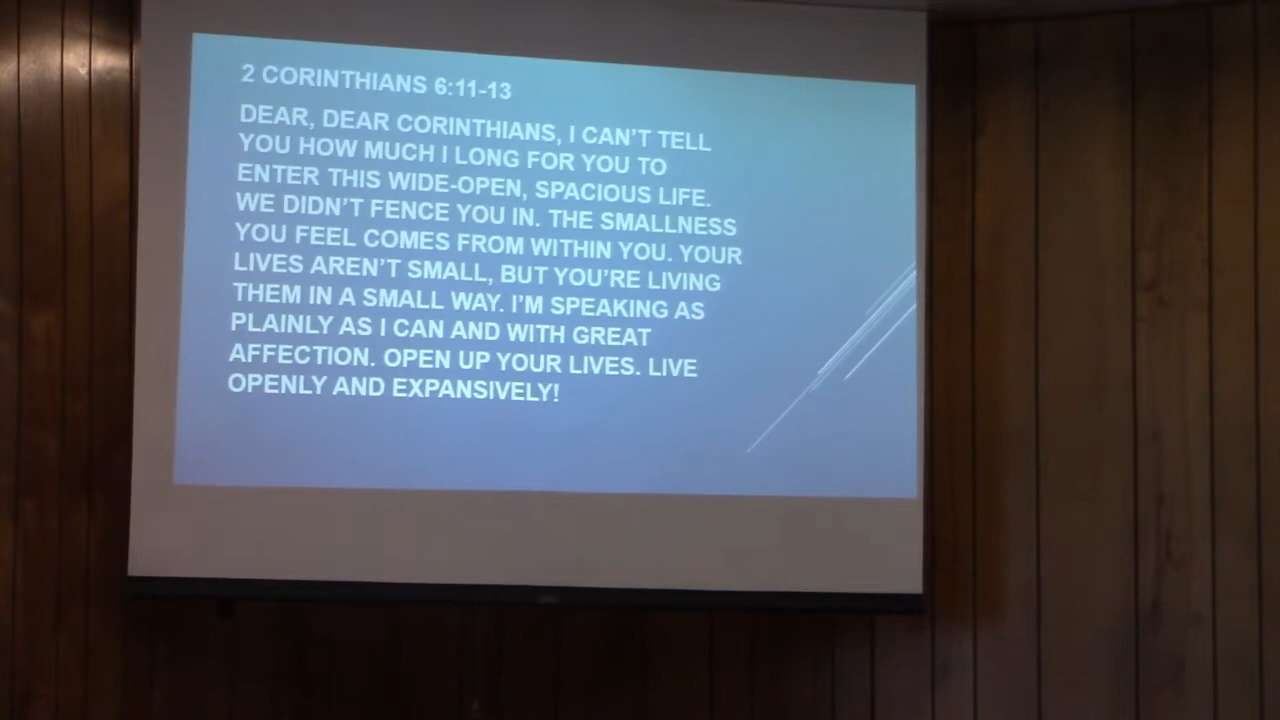 2 CORINTHIANS 6:11-13
DEAR, DEAR CORINTHIANS, I CAN'T TELL
YOU HOW MUCH I LONG FOR YOU TO
ENTER THIS WIDE-OPEN, SPACIOUS LIFE.
WE DIDN'T FENCE YOU IN. THE SMALLNESS
YOU FEEL COMES FROM WITHIN YOU. YOUR
LIVES AREN'T SMALL, BUT YOU'RE LIVING
THEM IN A SMALL WAY. I'M SPEAKING AS
PLAINLY AS I CAN AND WITH GREAT
AFFECTION. OPEN UP YOUR LIVES. LIVE
OPENLY AND EXPANSIVELY!